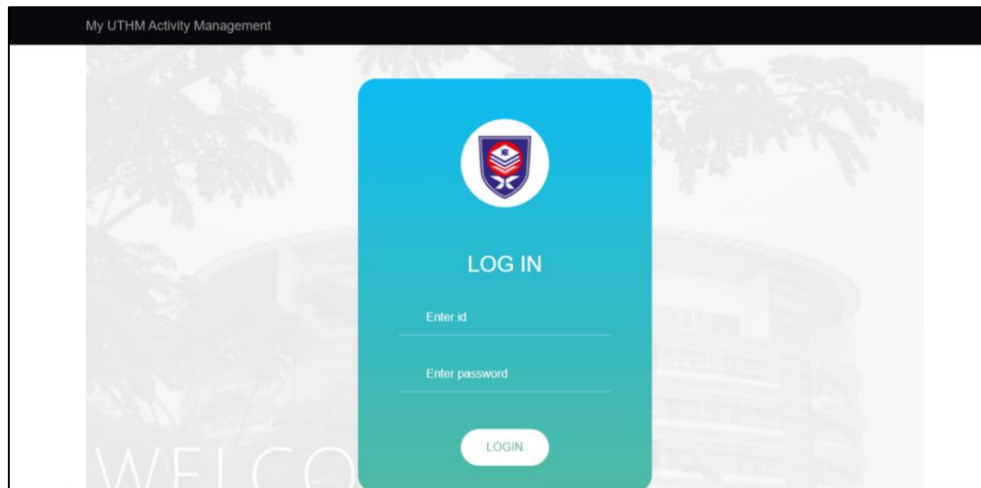 My UTHM Activity Management
LOG IN
Enter id
Enter password
LOGIN
WELCO